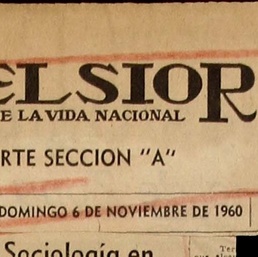 ELSIOR
E LA VIDA NACIONAL
RTE SECCION "A"
DOMINGO 6 DE NOVIEMBRE DE 1960
Sociología en